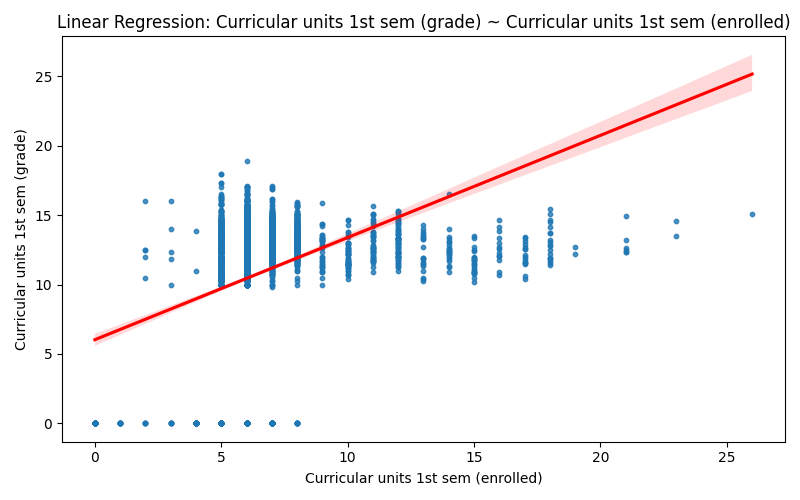 Linear Regression: Curricular units 1st sem (grade) ~ Curricular units 1st sem (enrolled)
Curricular units 1st sem (grade)
25
20
15
10
5
0
0 5 10 15 20 25
Curricular units 1st sem (enrolled)